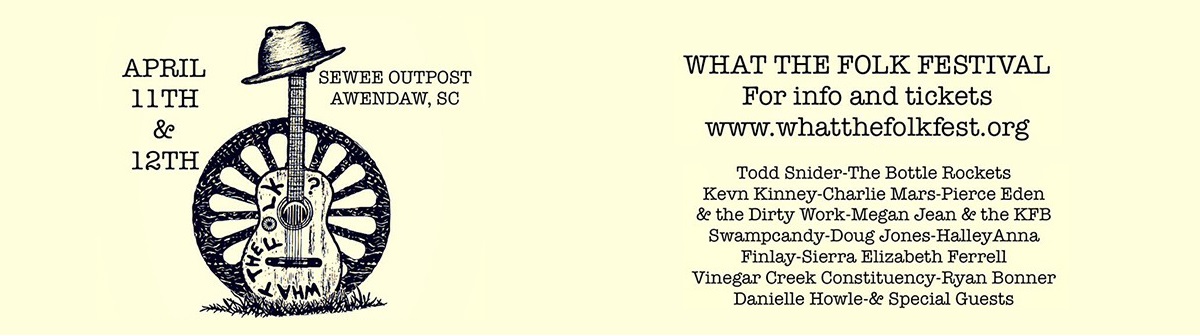 APRIL
11TH
&
12TH
SEWEE OUTPOST
AWENDAW, SC
WHAT THE FOLK?
WHAT THE FOLK FESTIVAL
For info and tickets
www.whatthefolkfest.org
Todd Snider-The Bottle Rockets
Kevn Kinney-Charlie Mars-Pierce Eden
& the Dirty Work-Megan Jean & the KFB
Swampcandy-Doug Jones-HalleyAnna
Finlay-Sierra Elizabeth Ferrell
Vinegar Creek Constituency-Ryan Bonner
Danielle Howle-& Special Guests